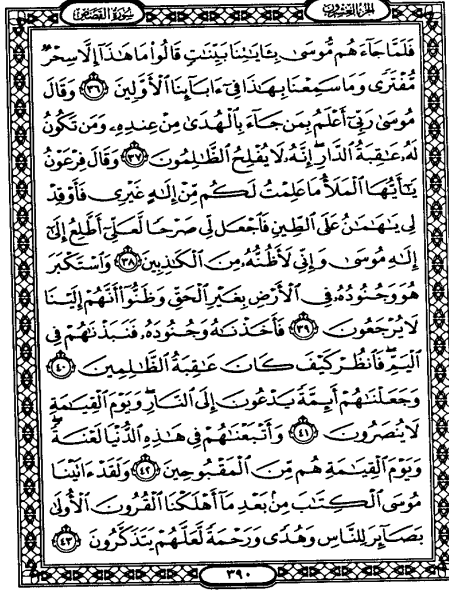 سورة القصص
الجزء العشرون
فَلَمَّا جَآءَهُم مُّوسَىٰ بِـَٔايَٰتِنَا بَيِّنَٰتٍ قَالُوا۟ مَا هَٰذَآ إِلَّا سِحْرٌ
مُّفْتَرًى وَمَا سَمِعْنَا بِهَٰذَا فِىٓ ءَابَآئِنَا ٱلْأَوَّلِينَ ﴿٣٦﴾ وَقَالَ
مُوسَىٰ رَبِّىٓ أَعْلَمُ بِمَن جَآءَ بِٱلْهُدَىٰ مِنْ عِندِهِۦ وَمَن تَكُونُ
لَهُۥ عَٰقِبَةُ ٱلدَّارِ ۖ إِنَّهُۥ لَا يُفْلِحُ ٱلظَّٰلِمُونَ ﴿٣٧﴾ وَقَالَ فِرْعَوْنُ
يَٰٓأَيُّهَا ٱلْمَلَأُ مَا عَلِمْتُ لَكُم مِّنْ إِلَٰهٍ غَيْرِى فَأَوْقِدْ
لِى يَٰهَٰمَٰنُ عَلَى ٱلطِّينِ فَٱجْعَل لِّى صَرْحًا لَّعَلِّىٓ أَطَّلِعُ إِلَىٰٓ
إِلَٰهِ مُوسَىٰ وَإِنِّى لَأَظُنُّهُۥ مِنَ ٱلْكَٰذِبِينَ ﴿٣٨﴾ وَٱسْتَكْبَرَ
هُوَ وَجُنُودُهُۥ فِى ٱلْأَرْضِ بِغَيْرِ ٱلْحَقِّ وَظَنُّوٓا۟ أَنَّهُمْ إِلَيْنَا
لَا يُرْجَعُونَ ﴿٣٩﴾ فَأَخَذْنَٰهُ وَجُنُودَهُۥ فَنَبَذْنَٰهُمْ فِى
ٱلْيَمِّ ۖ فَٱنظُرْ كَيْفَ كَانَ عَٰقِبَةُ ٱلظَّٰلِمِينَ ﴿٤٠﴾
وَجَعَلْنَٰهُمْ أَئِمَّةً يَدْعُونَ إِلَى ٱلنَّارِ ۖ وَيَوْمَ ٱلْقِيَٰمَةِ
لَا يُنصَرُونَ ﴿٤١﴾ وَأَتْبَعْنَٰهُمْ فِى هَٰذِهِ ٱلدُّنْيَا لَعْنَةً ۖ
وَيَوْمَ ٱلْقِيَٰمَةِ هُم مِّنَ ٱلْمَقْبُوحِينَ ﴿٤٢﴾ وَلَقَدْ ءَاتَيْنَا
مُوسَى ٱلْكِتَٰبَ مِنۢ بَعْدِ مَآ أَهْلَكْنَا ٱلْقُرُونَ ٱلْأُولَىٰ
بَصَآئِرَ لِلنَّاسِ وَهُدًى وَرَحْمَةً لَّعَلَّهُمْ يَتَذَكَّرُونَ ﴿٤٣﴾
٣٩٠